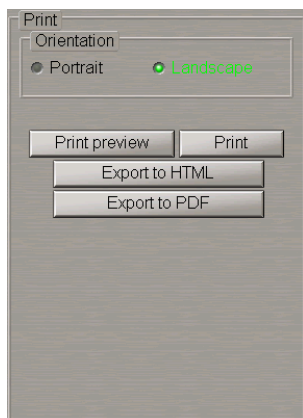 Print
Orientation
Portrait Landscape
Print preview Print
Export to HTML
Export to PDF